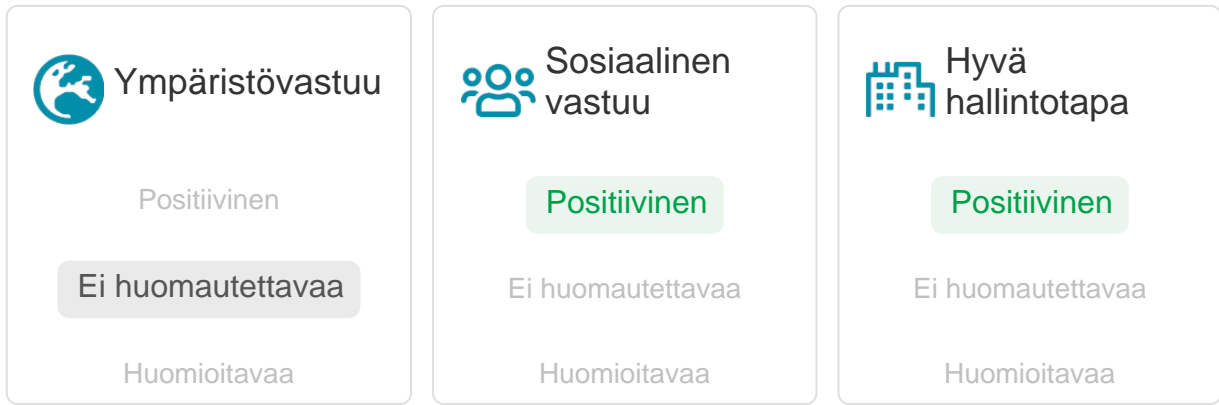 Ympäristövastuu
Positiivinen
Ei huomautettavaa
Huomioitavaa
Sosiaalinen
vastuu
Positiivinen
Ei huomautettavaa
Huomioitavaa
Hyvä
hallintotapa
Positiivinen
Ei huomautettavaa
Huomioitavaa